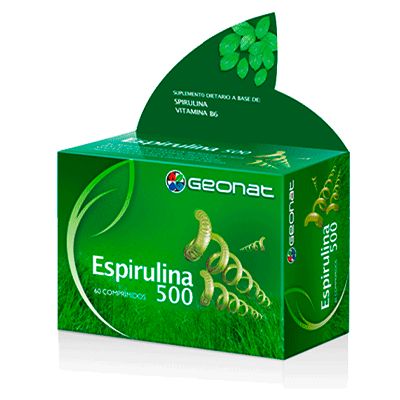 SUPLEMENTO DIETARIO A BASE DE:
SPIRULINA
VITAMINA B6
Espirulina 500
GEONAT
Espirulina
500
60 COMPRIMIDOS
GEONAT
Espirulina
500